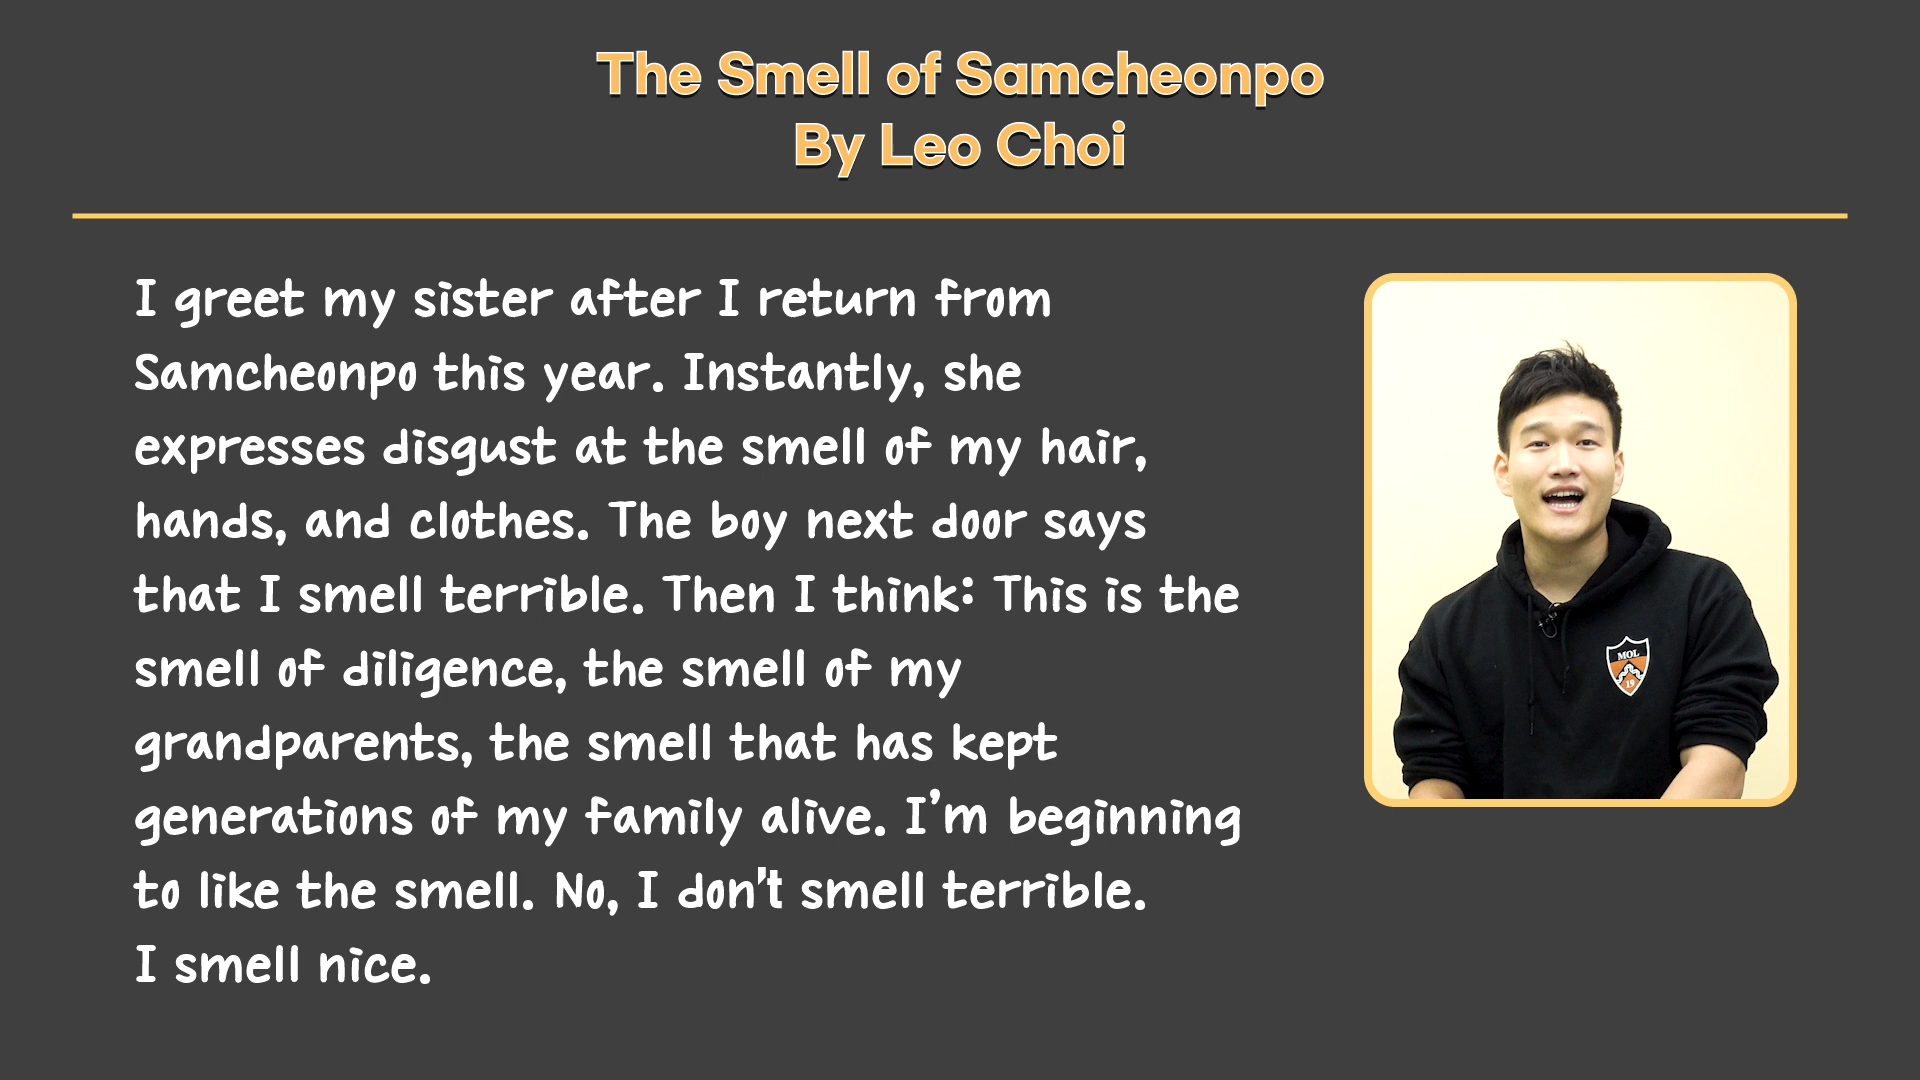 The Smell of Samcheonpo
By Leo Choi
I greet my sister after I return from
Samcheonpo this year. Instantly, she
expresses disgust at the smell of my hair,
hands, and clothes. The boy next door says
that I smell terrible. Then I think: This is the
smell of diligence, the smell of my
grandparents, the smell that has kept
generations of my family alive. I’m beginning
to like the smell. No, I don't smell terrible.
I smell nice.
MOL
19